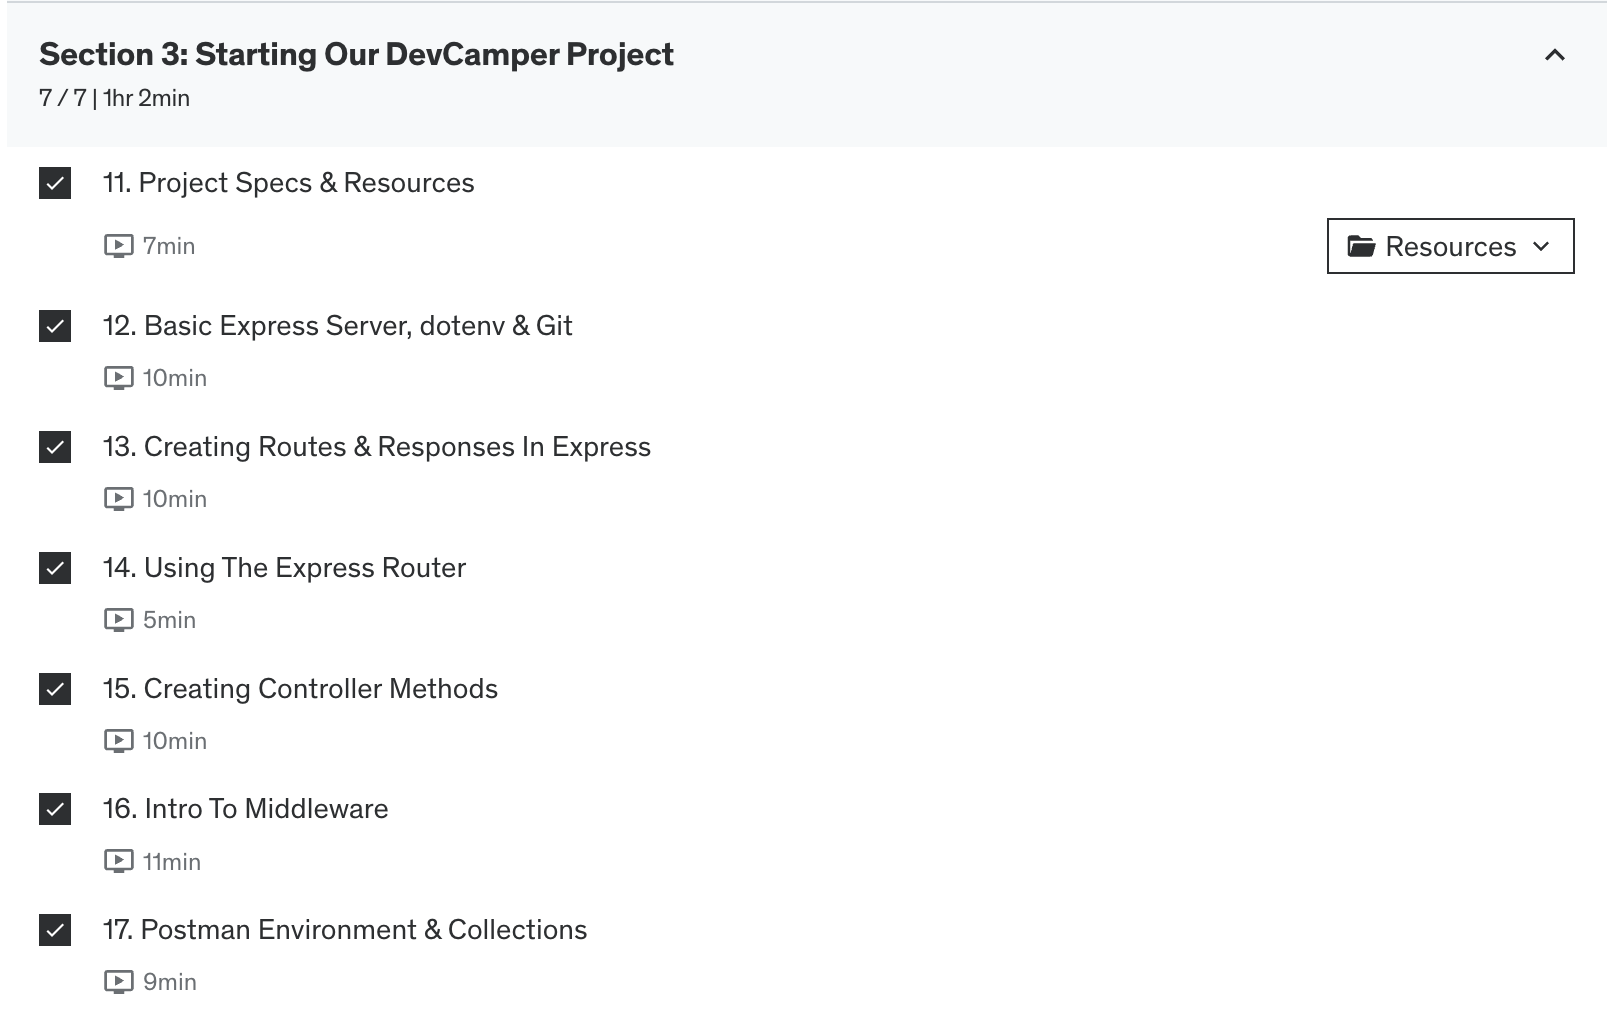 Section 3: Starting Our DevCamper Project
7 / 7 | 1hr 2min
11. Project Specs & Resources
7min
Resources
12. Basic Express Server, dotenv & Git
10min
13. Creating Routes & Responses In Express
10min
14. Using The Express Router
5min
15. Creating Controller Methods
10min
16. Intro To Middleware
11min
17. Postman Environment & Collections
9min